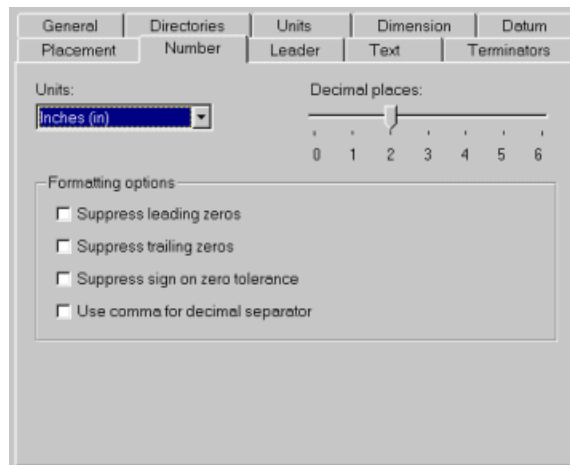 General Directories Units Dimension Datum
Placement Number Leader Text Terminators
Units: Decimal places:
Inches (in)
0 1 2 3 4 5 6
Formatting options
Suppress leading zeros
Suppress trailing zeros
Suppress sign on zero tolerance
Use comma for decimal separator